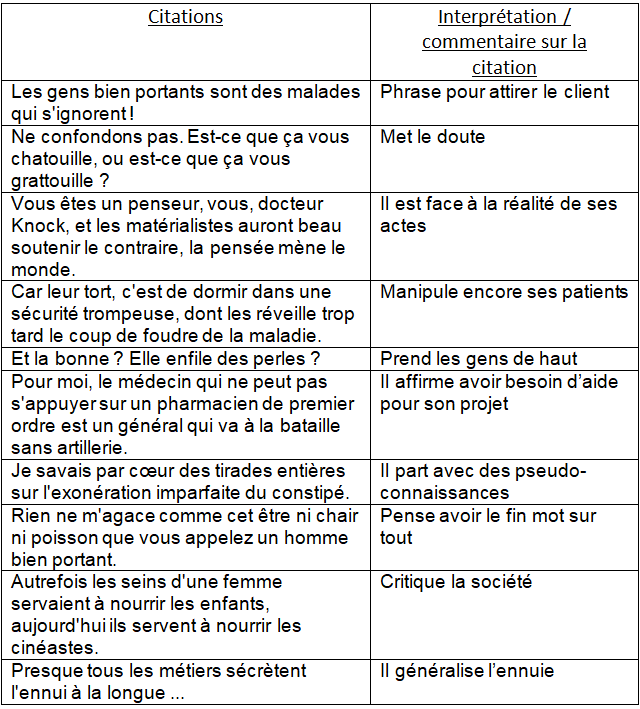 Citations
Interprétation /
commentaire sur la
citation
Les gens bien portants sont des malades
qui s'ignorent !
Phrase pour attirer le client
Ne confondons pas. Est-ce que ça vous
chatouille, ou est-ce que ça vous
grattouille ?
Met le doute
Vous êtes un penseur, vous, docteur
Knock, et les matérialistes auront beau
soutenir le contraire, la pensée mène le
monde.
Il est face à la réalité de ses
actes
Car leur tort, c'est de dormir dans une
sécurité trompeuse, dont les réveille trop
tard le coup de foudre de la maladie.
Manipule encore ses patients
Et la bonne ? Elle enfile des perles ?
Prend les gens de haut
Pour moi, le médecin qui ne peut pas
s'appuyer sur un pharmacien de premier
ordre est un général qui va à la bataille
sans artillerie.
Il affirme avoir besoin d’aide
pour son projet
Je savais par cœur des tirades entières
sur l'exonération imparfaite du constipé.
Il part avec des pseudo-
connaissances
Rien ne m'agace comme cet être ni chair
ni poisson que vous appelez un homme
bien portant.
Pense avoir le fin mot sur
tout
Autrefois les seins d'une femme
servaient à nourrir les enfants,
aujourd'hui ils servent à nourrir les
cinéastes.
Critique la société
Presque tous les métiers sécrètent
l'ennui à la longue ...
Il généralise l’ennuie